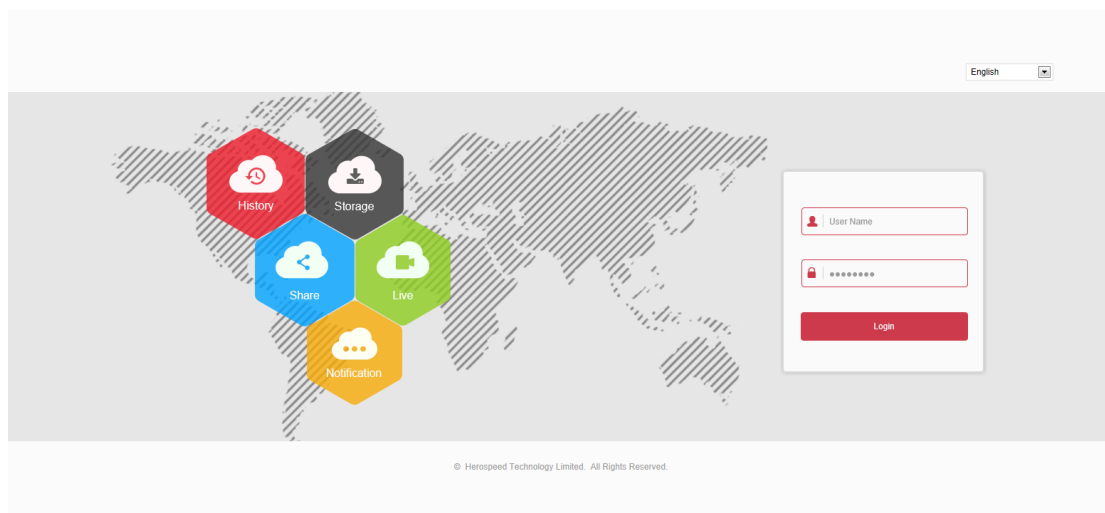 English
History
Storage
User Name
Share
Live
●●●●●●●●
Login
Notification
© Herospeed Technology Limited. All Rights Reserved.